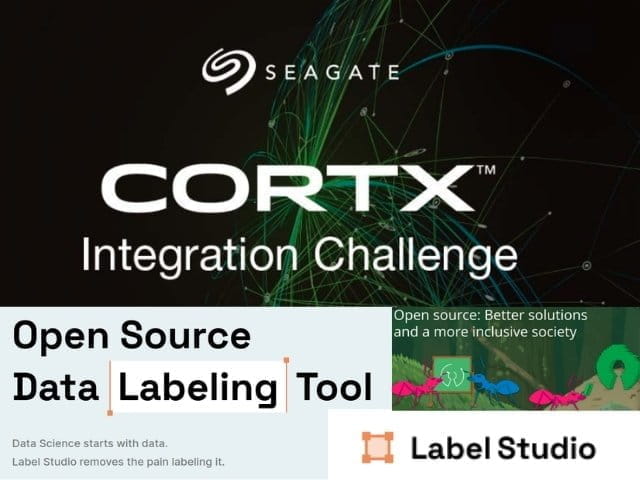 SEAGATE
CORTX™
Integration Challenge
Open Source
Data Labeling Tool
Data Science starts with data.
Label Studio removes the pain labeling it.
Open source: Better solutions
and a more inclusive society
Label Studio